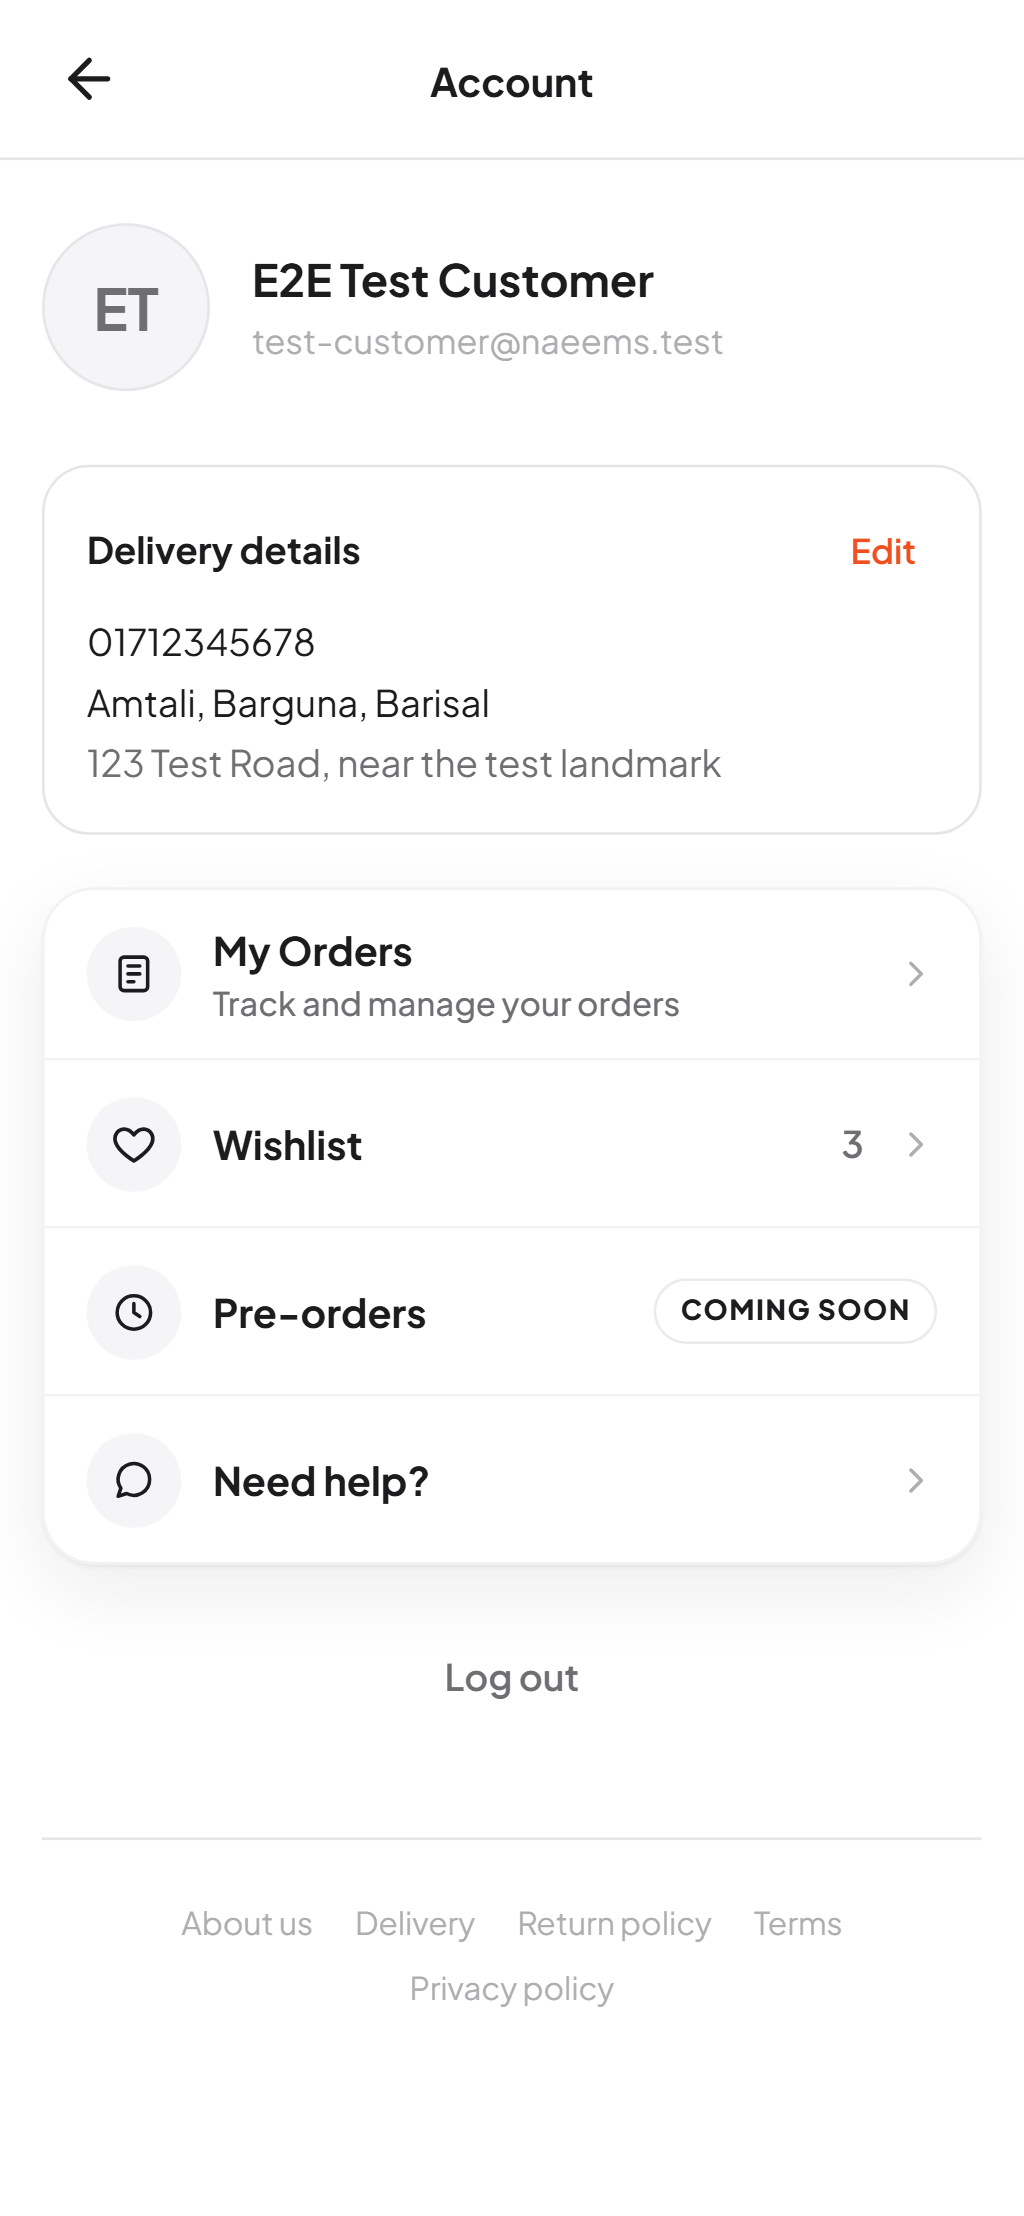 Account
ET
E2E Test Customer
test-customer@naeems.test
Delivery details
Edit
01712345678
Amtali, Barguna, Barisal
123 Test Road, near the test landmark
My Orders
Track and manage your orders
Wishlist
3
Pre-orders
COMING SOON
Need help?
Log out
About us Delivery Return policy Terms
Privacy policy